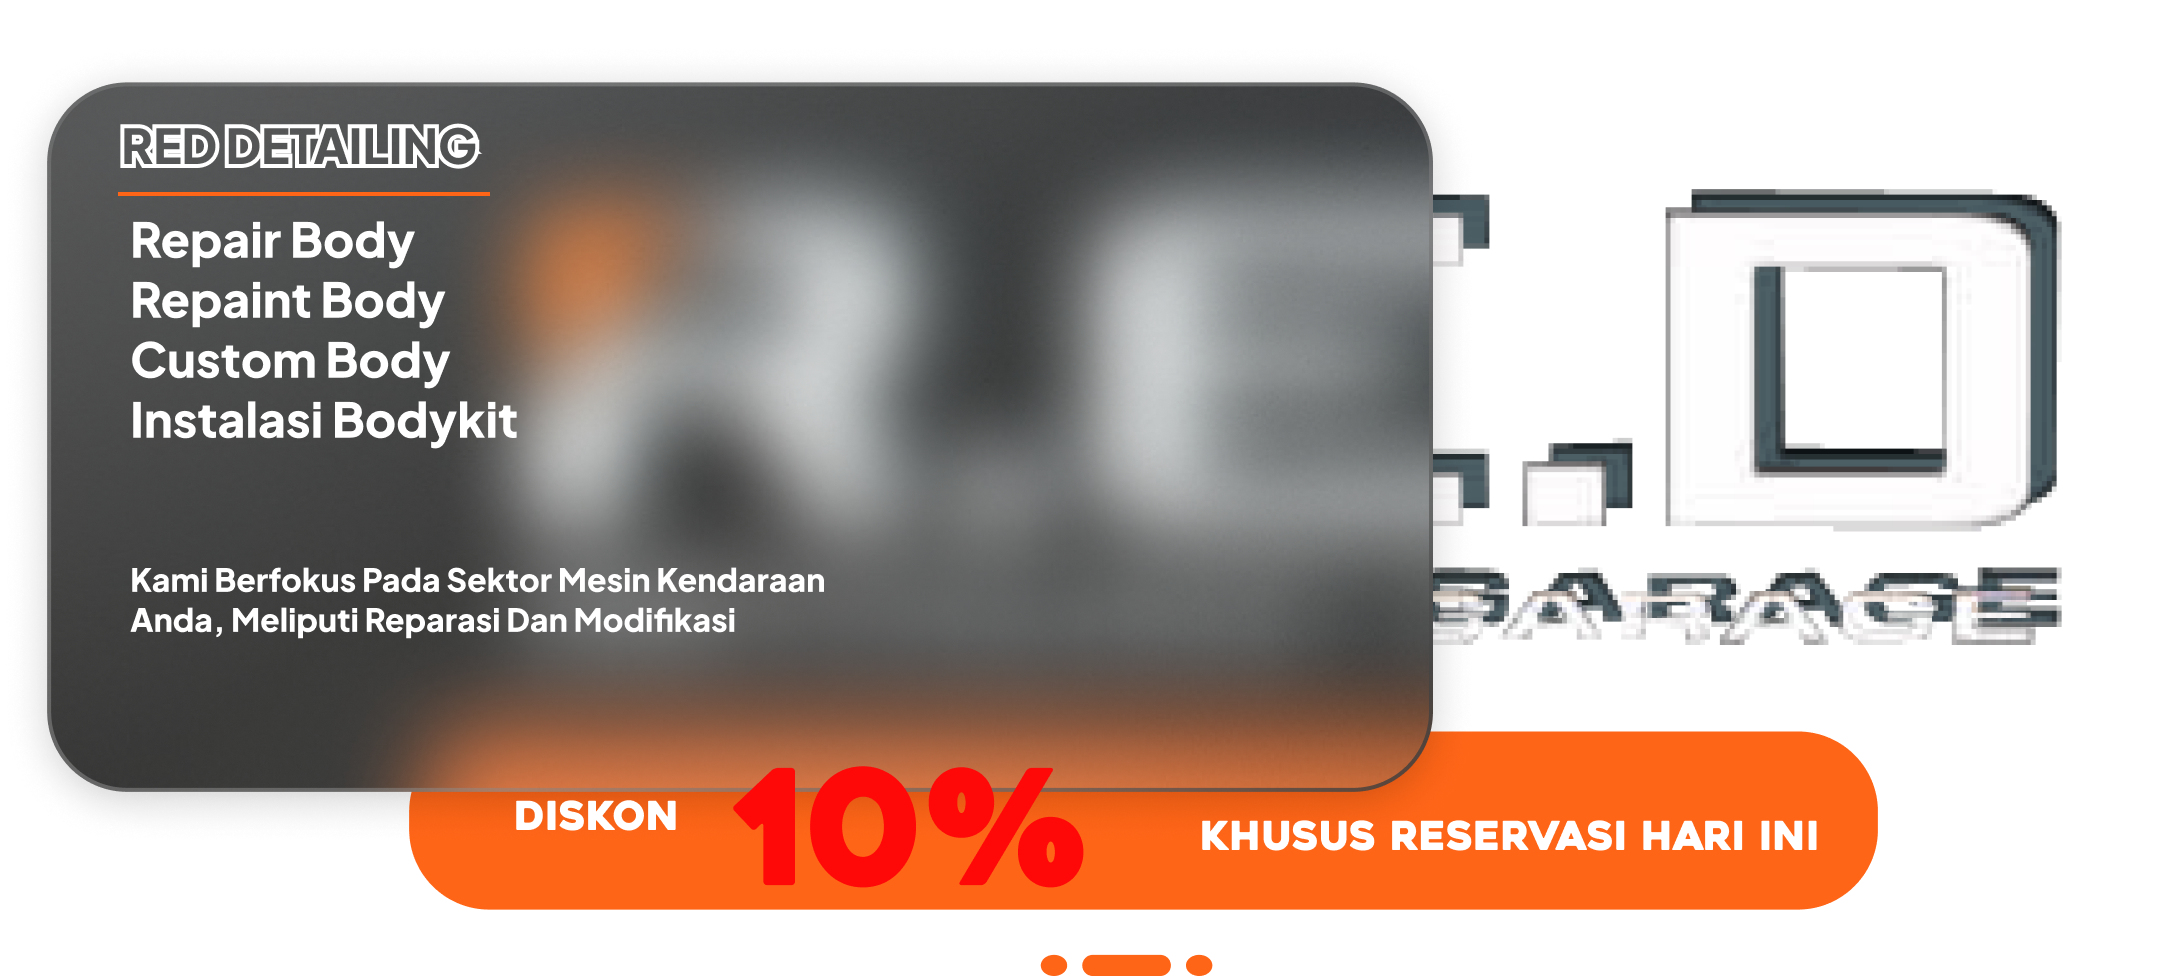 RED DETAILING
Repair Body
Repaint Body
Custom Body
Instalasi Bodykit
Kami Berfokus Pada Sektor Mesin Kendaraan
Anda, Meliputi Reparasi Dan Modifikasi
.D
GARAGE
DISKON 10% KHUSUS RESERVASI HARI INI